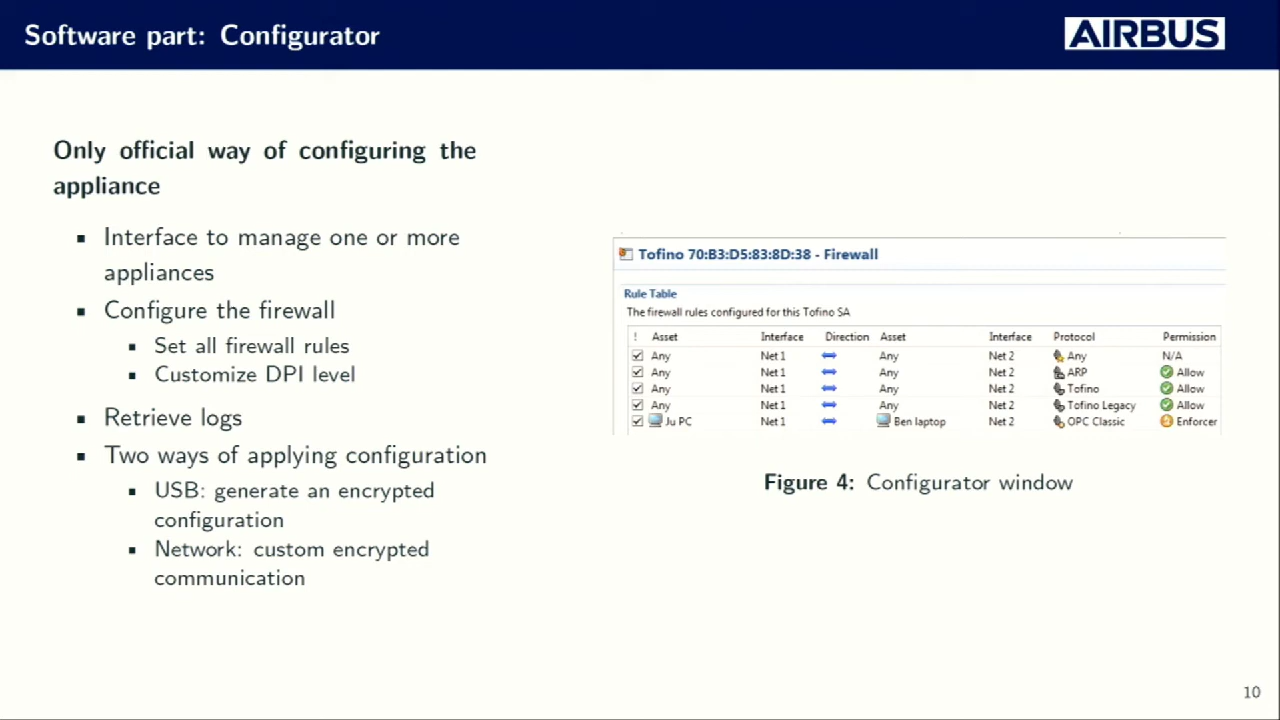 Software part: Configurator
AIRBUS
Only official way of configuring the
appliance
Interface to manage one or more
appliances
Configure the firewall
Set all firewall rules
Customize DPI level
Retrieve logs
Two ways of applying configuration
USB: generate an encrypted
configuration
Network: custom encrypted
communication
Tofino 70:B3:D5:83:8D:38 - Firewall
Rule Table
The firewall rules configured for this Tofino SA
! Asset Interface Direction Asset Interface Protocol Permission
Any Net 1 Any Net 2 Any N/A
Any Net 1 Any Net 2 ARP Allow
Any Net 1 Any Net 2 Tofino Allow
Any Net 1 Any Net 2 Tofino Legacy Allow
Ju PC Net 1 Ben laptop Net 2 OPC Classic Enforcer
Figure 4: Configurator window
10